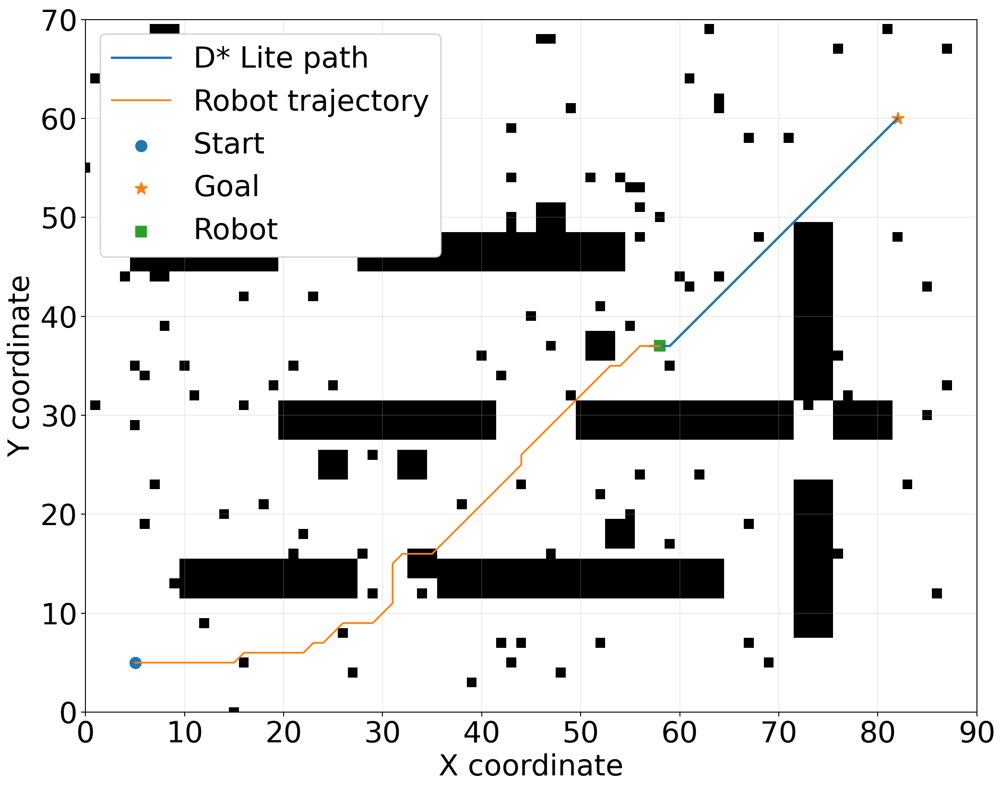 70
60
50
40
30
20
10
0
Y coordinate
D* Lite path
Robot trajectory
Start
Goal
Robot
0 10 20 30 40 50 60 70 80 90
X coordinate